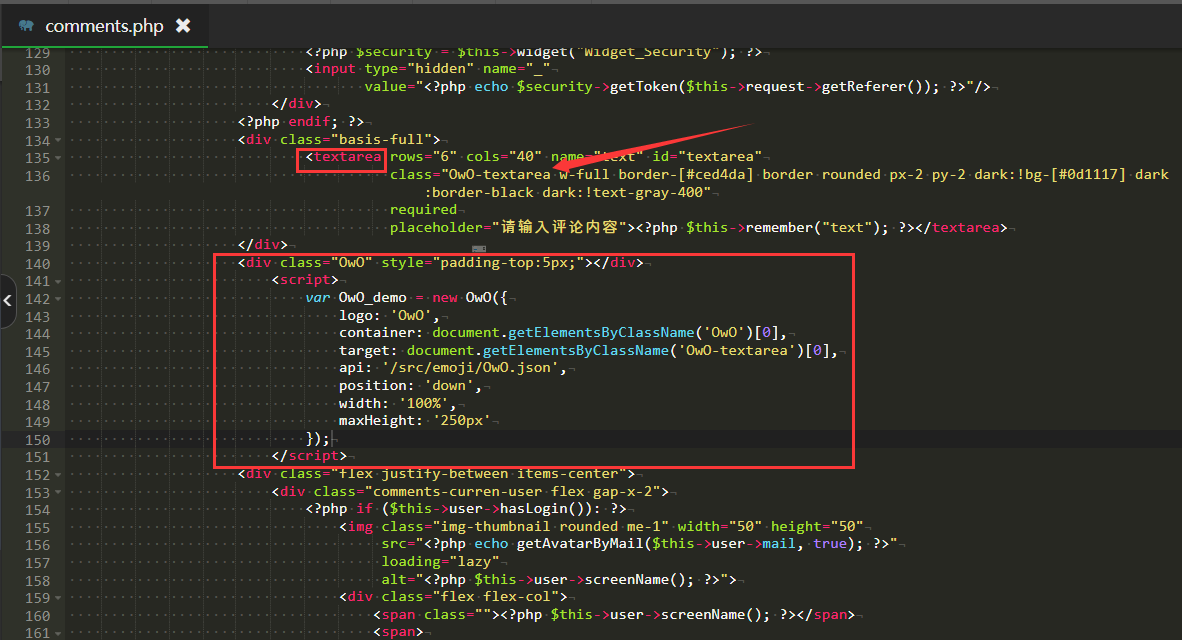 comments.php
129 <?php $security = $this->widget("Widget_Security"); ?>
130 <input type="hidden" name="_"
131 value="<?php echo $security->getToken($this->request->getReferer()); ?>"/>
132 </div>
133 <?php endif; ?>
134 <div class="basis-full">
135 <textarea rows="6" cols="40" name="text" id="textarea"
136 class="OwO-textarea w-full border-[#ced4da] border rounded px-2 py-2 dark:!bg-[#0d1117] dark
:border-black dark:!text-gray-400"
137 required
138 placeholder="请输入评论内容"><?php $this->remember("text"); ?></textarea>
139 </div>
140 <div class="OwO" style="padding-top:5px;"></div>
141 <script>
142 var OwO_demo = new OwO({
143 logo: 'OwO',
144 container: document.getElementsByClassName('OwO')[0],
145 target: document.getElementsByClassName('OwO-textarea')[0],
146 api: '/src/emoji/OwO.json',
147 position: 'down',
148 width: '100%',
149 maxHeight: '250px'
150 });
151 </script>
152 <div class="flex justify-between items-center">
153 <div class="comments-curren-user flex gap-x-2">
154 <?php if ($this->user->hasLogin()): ?>
155 <img class="img-thumbnail rounded me-1" width="50" height="50"
156 src="<?php echo getAvatarByMail($this->user->mail, true); ?>"
157 loading="lazy"
158 alt="<?php $this->user->screenName(); ?>">
159 <div class="flex flex-col">
160 <span class=""><?php $this->user->screenName(); ?></span>
161 <span>